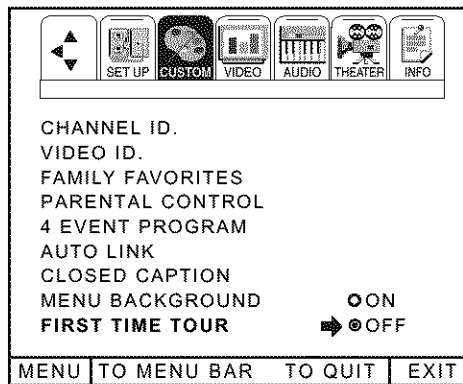 SET UP CUSTOM VIDEO AUDIO THEATER INFO
CHANNEL ID.
VIDEO ID.
FAMILY FAVORITES
PARENTAL CONTROL
4 EVENT PROGRAM
AUTO LINK
CLOSED CAPTION
MENU BACKGROUND ON
FIRST TIME TOUR OFF
MENU TO MENU BAR TO QUIT EXIT